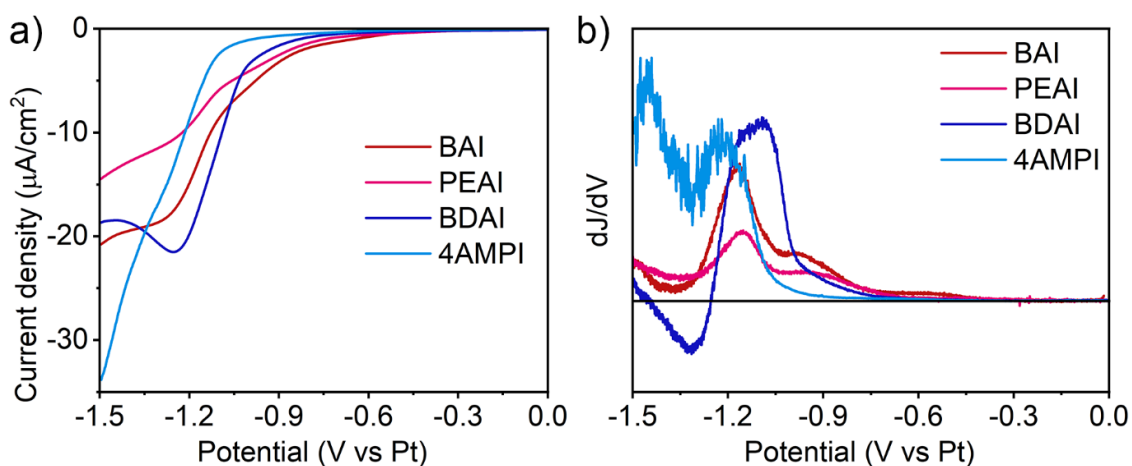 a)
Current density (μA/cm²)
0
-10
-20
-30
BAI
PEAI
BDAI
4AMPI
-1.5 -1.2 -0.9 -0.6 -0.3 0.0
Potential (V vs Pt)
b)
dJ/dV
BAI
PEAI
BDAI
4AMPI
-1.5 -1.2 -0.9 -0.6 -0.3 0.0
Potential (V vs Pt)